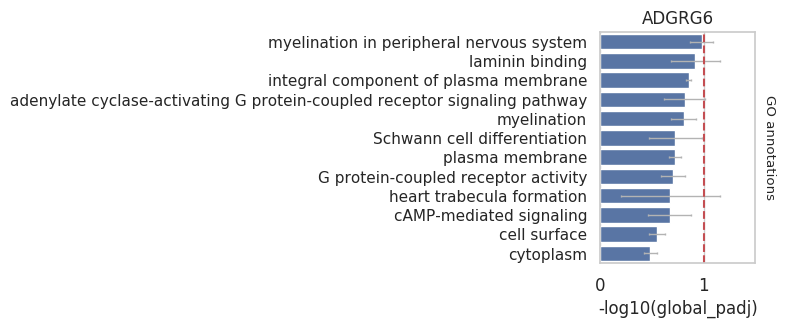 ADGRG6
myelination in peripheral nervous system
laminin binding
integral component of plasma membrane
adenylate cyclase-activating G protein-coupled receptor signaling pathway
myelination
Schwann cell differentiation
plasma membrane
G protein-coupled receptor activity
heart trabecula formation
cAMP-mediated signaling
cell surface
cytoplasm
GO annotations
0 1
-log10(global_padj)